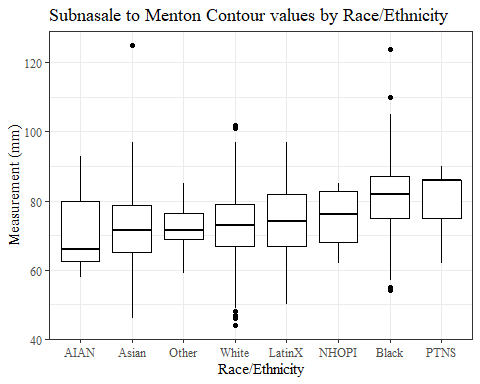 Subnasale to Menton Contour values by Race/Ethnicity
Measurement (mm)
120
100
80
60
40
AIAN Asian Other White LatinX NHOPI Black PTNS
Race/Ethnicity